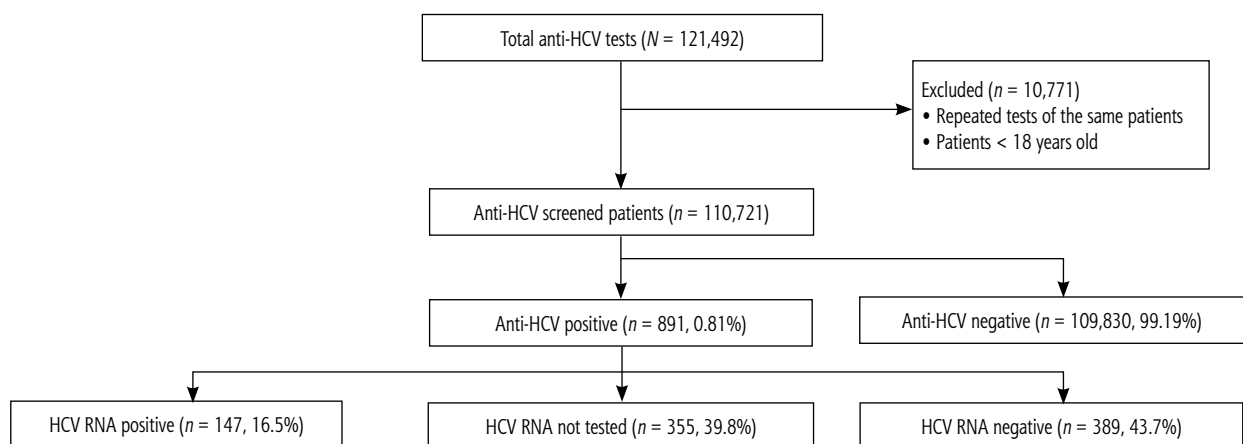 Total anti-HCV tests (N = 121,492)
Excluded (n = 10,771)
• Repeated tests of the same patients
• Patients < 18 years old
Anti-HCV screened patients (n = 110,721)
Anti-HCV positive (n = 891, 0.81%)
Anti-HCV negative (n = 109,830, 99.19%)
HCV RNA positive (n = 147, 16.5%)
HCV RNA not tested (n = 355, 39.8%)
HCV RNA negative (n = 389, 43.7%)